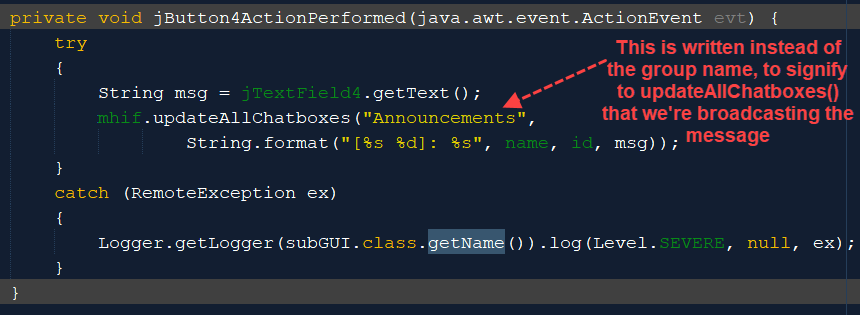 private void jButton4ActionPerformed(java.awt.event.ActionEvent evt) {
try
{
String msg = jTextField4.getText();
mhif.updateAllChatboxes("Announcements",
String.format("[%s %d]: %s", name, id, msg));
}
catch (RemoteException ex)
{
Logger.getLogger(subGUI.class.getName()).log(Level.SEVERE, null, ex);
}
}
This is written instead of
the group name, to signify
to updateAllChatboxes()
that we're broadcasting the
message